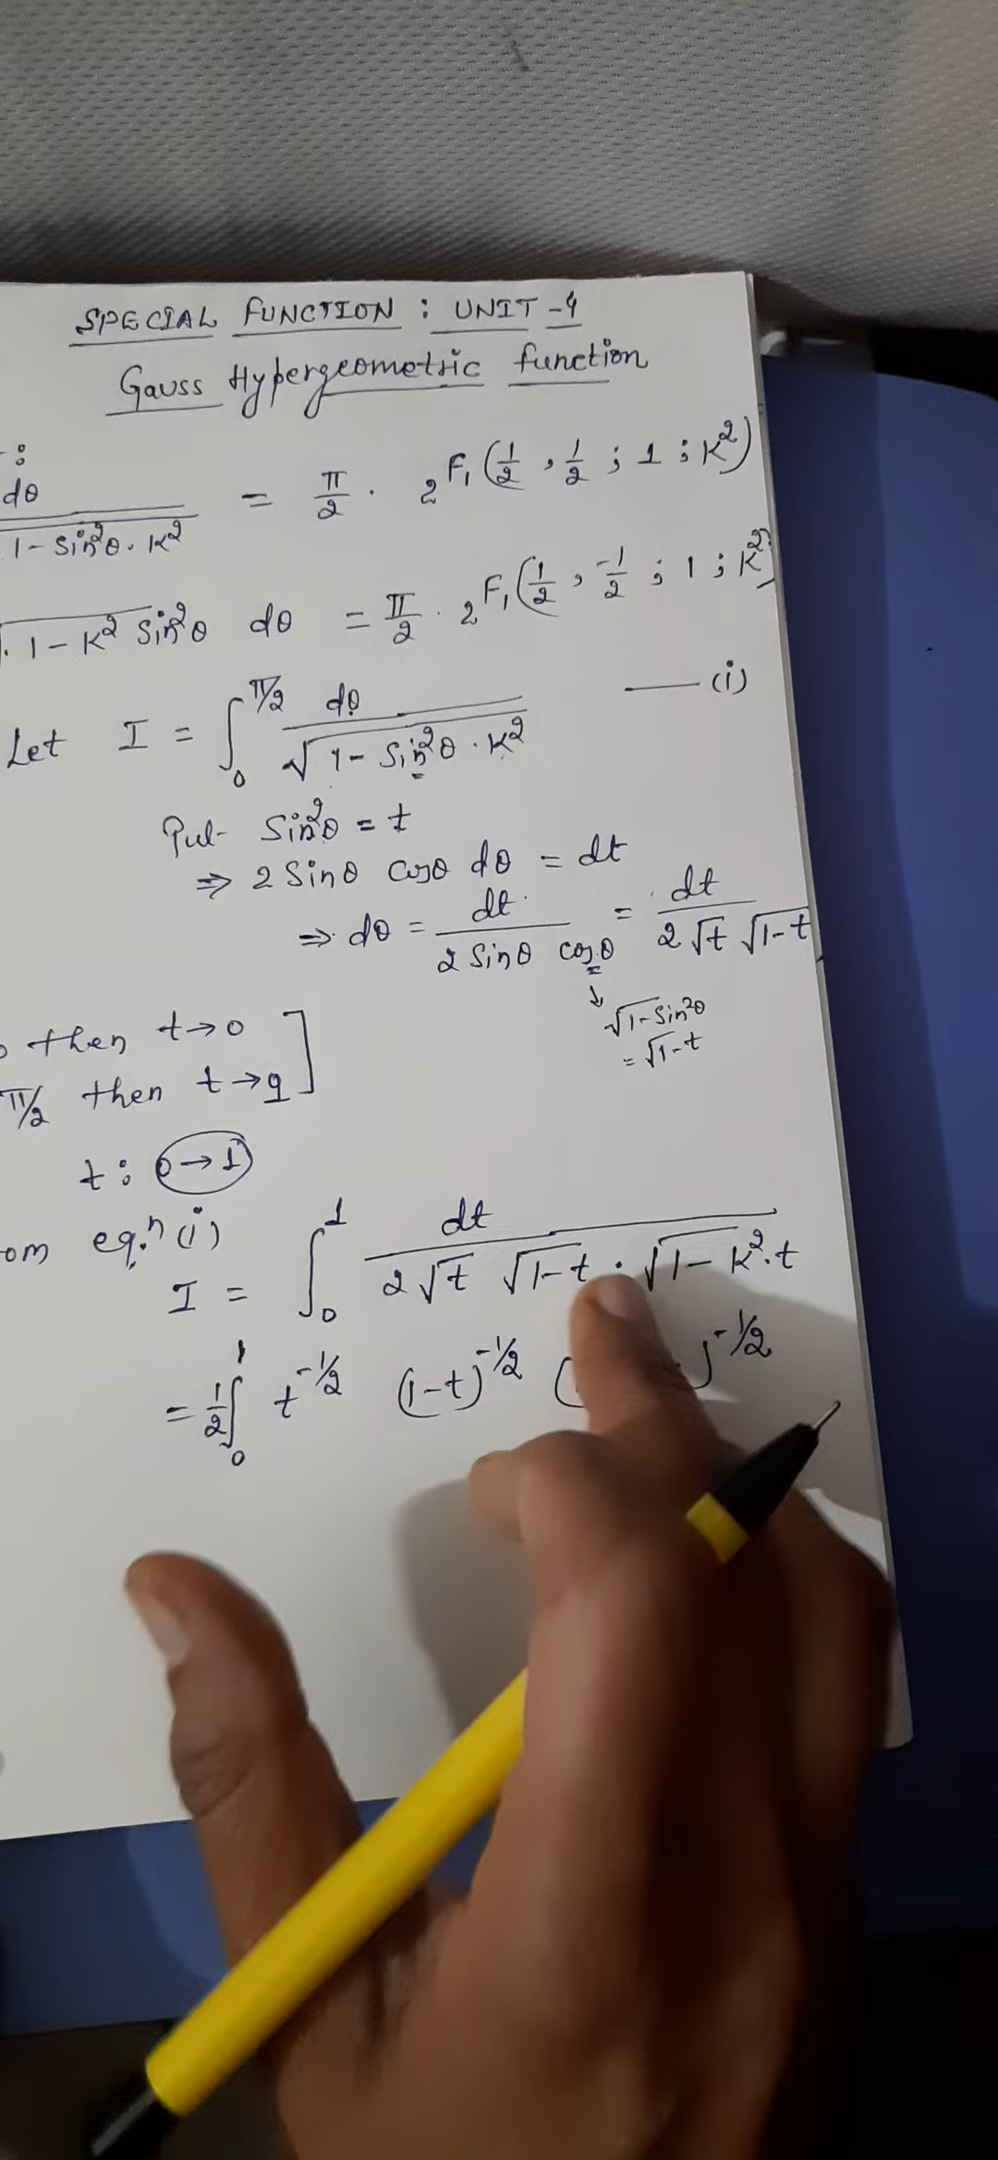 SPECIAL FUNCTION : UNIT-4
Gauss Hypergeometric function
:
dθ / √1-Sin²θ.K² = π/2 . ₂F₁(1/2, 1/2 ; 1 ; K²)
√1-K² Sin²θ dθ = π/2 . ₂F₁(1/2, -1/2 ; 1 ; K²)
Let I = ∫₀^π/2 dθ / √1-Sin²θ.K² —— (i)
Put Sin²θ = t
⇒ 2 Sinθ Cosθ dθ = dt
⇒ dθ = dt / 2 Sinθ Cosθ = dt / 2√t √1-t
↓ √1-Sin²θ
= √1-t
then t→0 ]
π/2 then t→1 ]
t : 0→1
om eqⁿ (i)
I = ∫₀¹ dt / 2√t √1-t . √1-K².t
= 1/2 ∫₀¹ t^-1/2 (1-t)^-1/2 ( )^-1/2